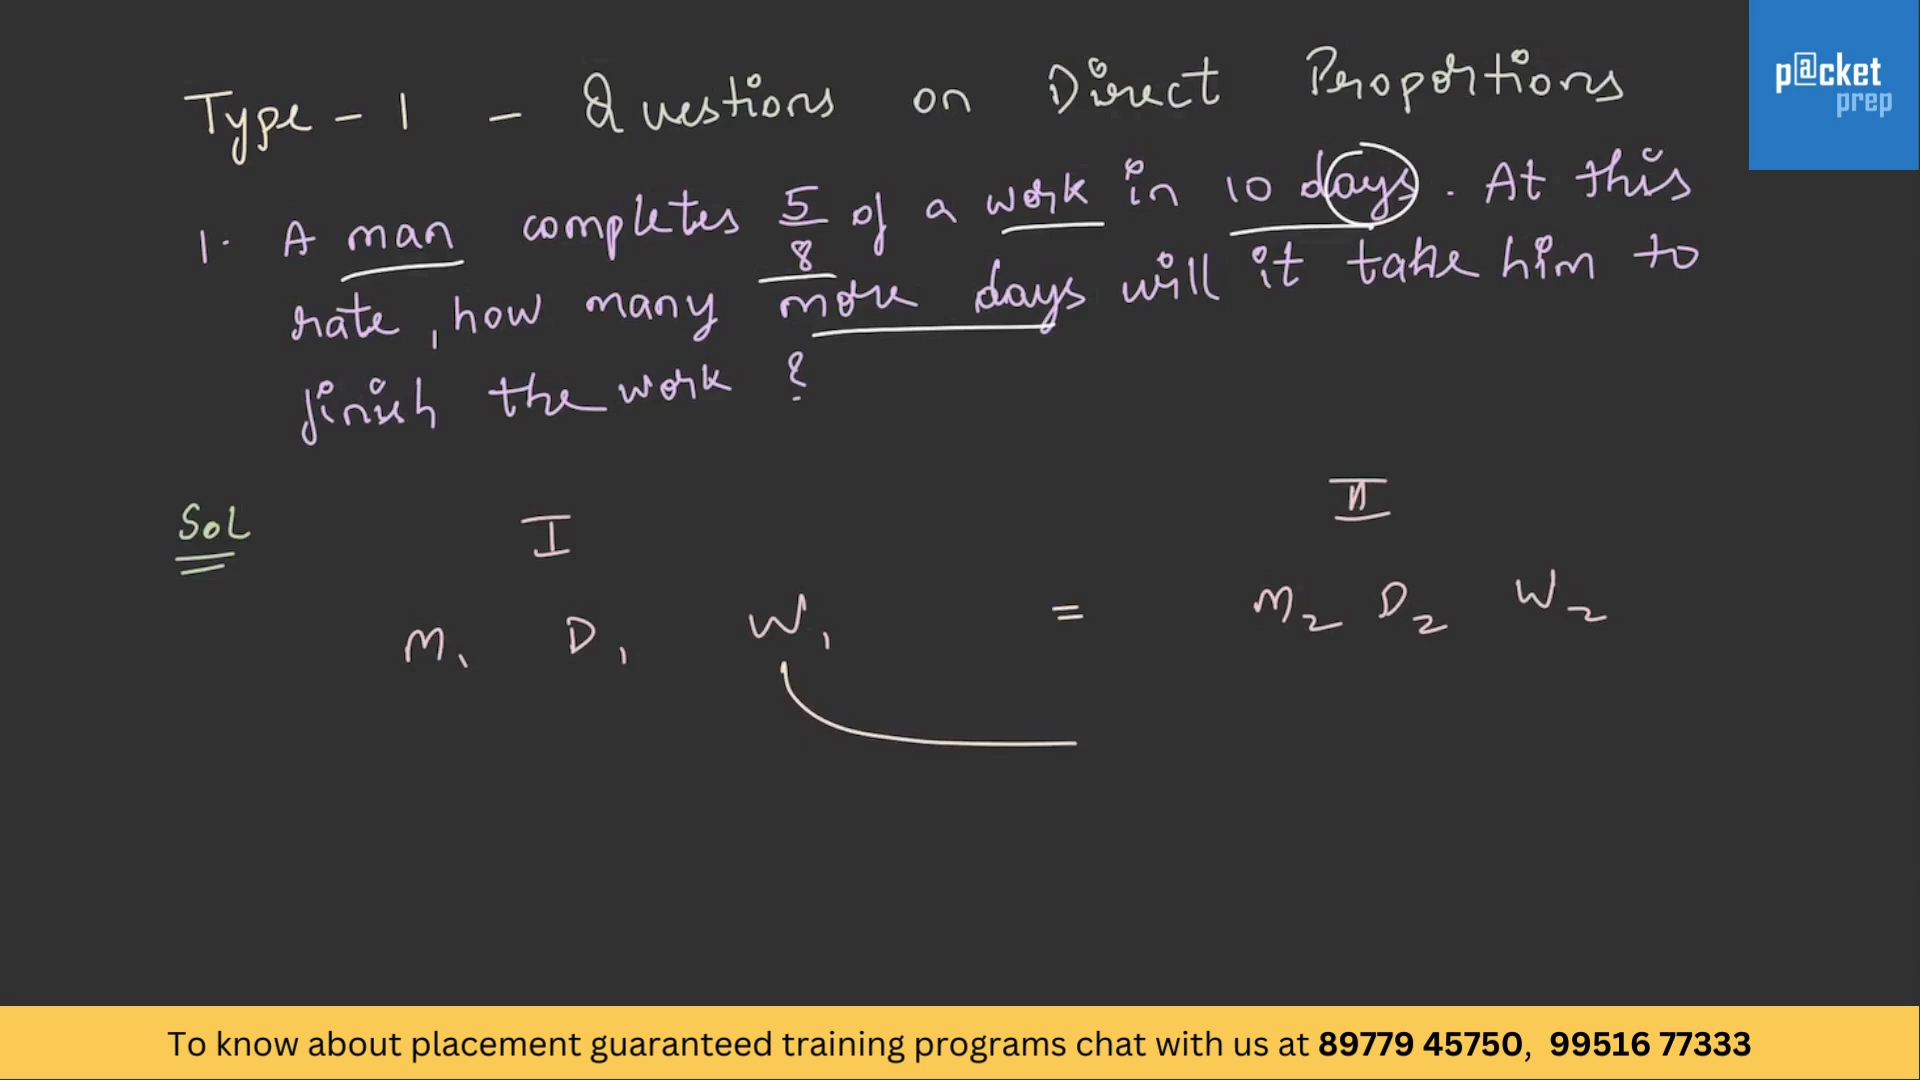 Type - 1 - Questions on Direct Proportions
p@cket
prep
1. A man completes 5/8 of a work in 10 days. At this
rate, how many more days will it take him to
finish the work ?
Sol
I II
M1 D1 W1 = M2 D2 W2
To know about placement guaranteed training programs chat with us at 89779 45750, 99516 77333